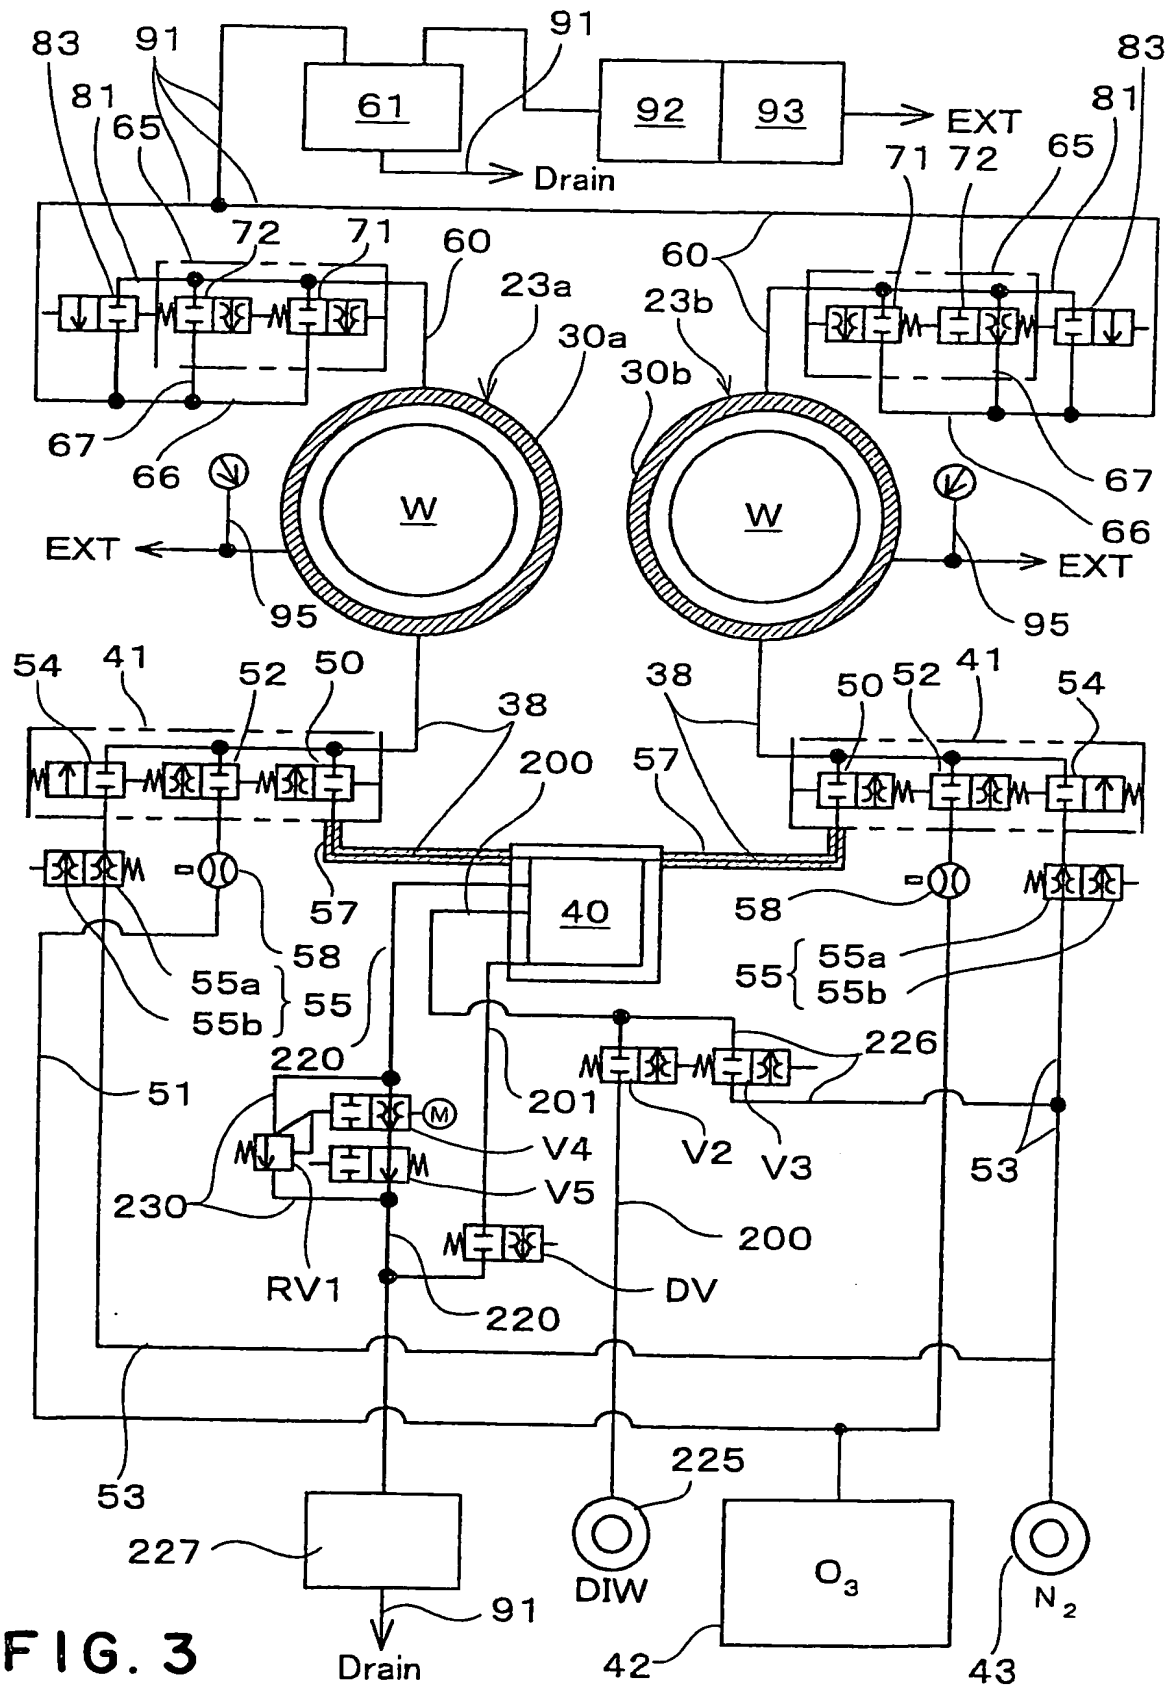 83
91
91
83
81
61
92
93
EXT
81
65
Drain
71
72
65
72
71
60
60
23a
23b
30a
30b
67
66
W
W
67
66
EXT
EXT
95
95
54
41
52
50
38
38
50
52
41
54
200
57
57
40
58
58
55a
55
55b
55
55a
55b
220
226
51
201
M
V4
V2
V3
53
V5
230
200
RV1
DV
220
53
225
227
DIW
O3
N2
91
FIG. 3
Drain
42
43